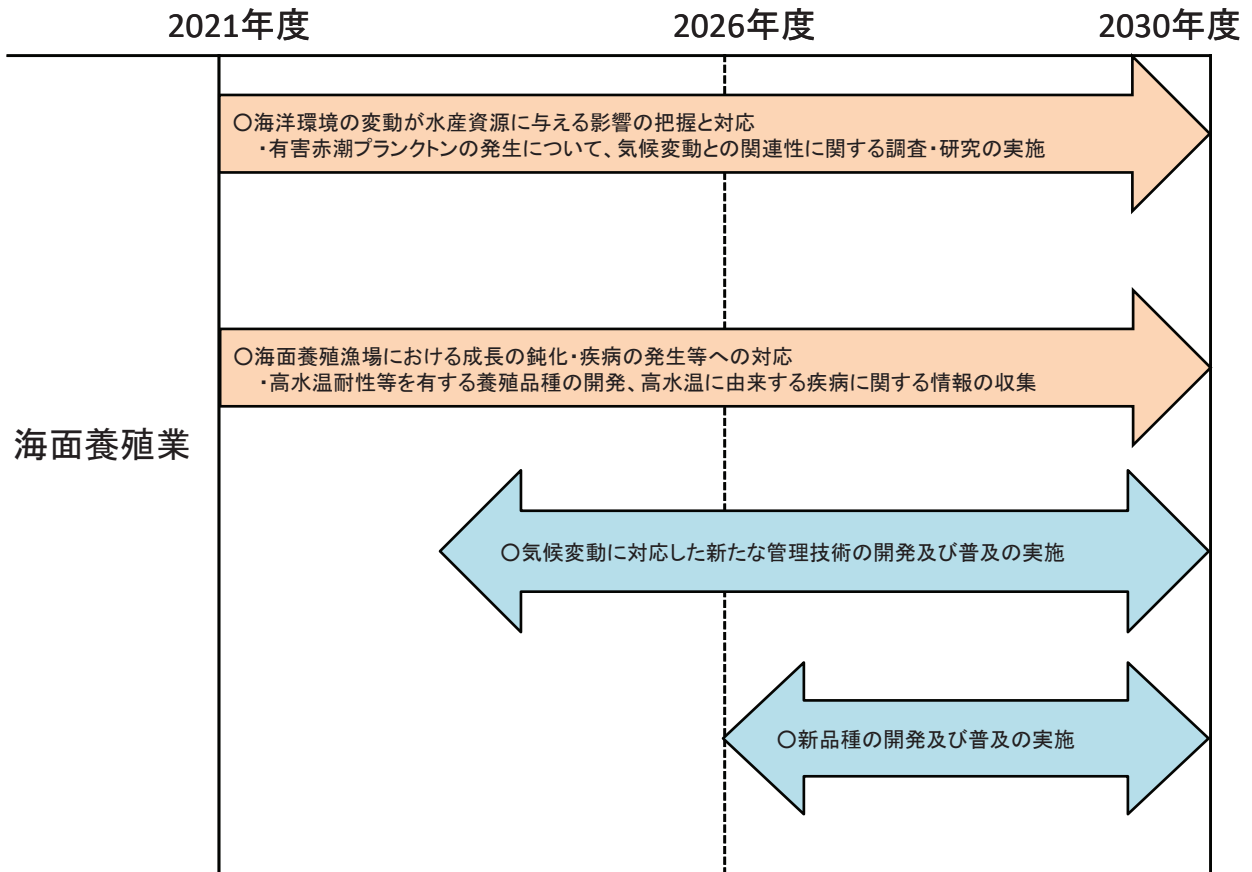 2021年度 2026年度 2030年度
〇海洋環境の変動が水産資源に与える影響の把握と対応
・有害赤潮プランクトンの発生について、気候変動との関連性に関する調査・研究の実施
〇海面養殖漁場における成長の鈍化・疾病の発生等への対応
・高水温耐性等を有する養殖品種の開発、高水温に由来する疾病に関する情報の収集
海面養殖業
〇気候変動に対応した新たな管理技術の開発及び普及の実施
〇新品種の開発及び普及の実施